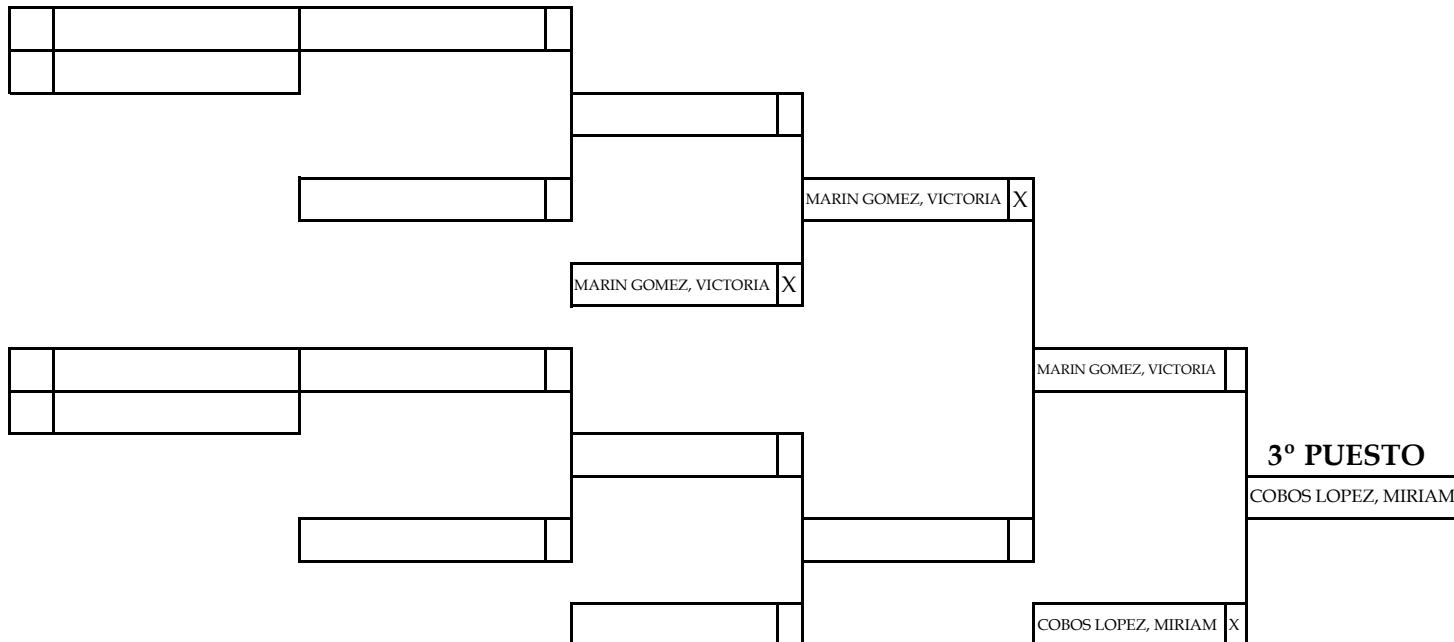 MARIN GOMEZ, VICTORIA X
MARIN GOMEZ, VICTORIA X
MARIN GOMEZ, VICTORIA
3º PUESTO
COBOS LOPEZ, MIRIAM
COBOS LOPEZ, MIRIAM X